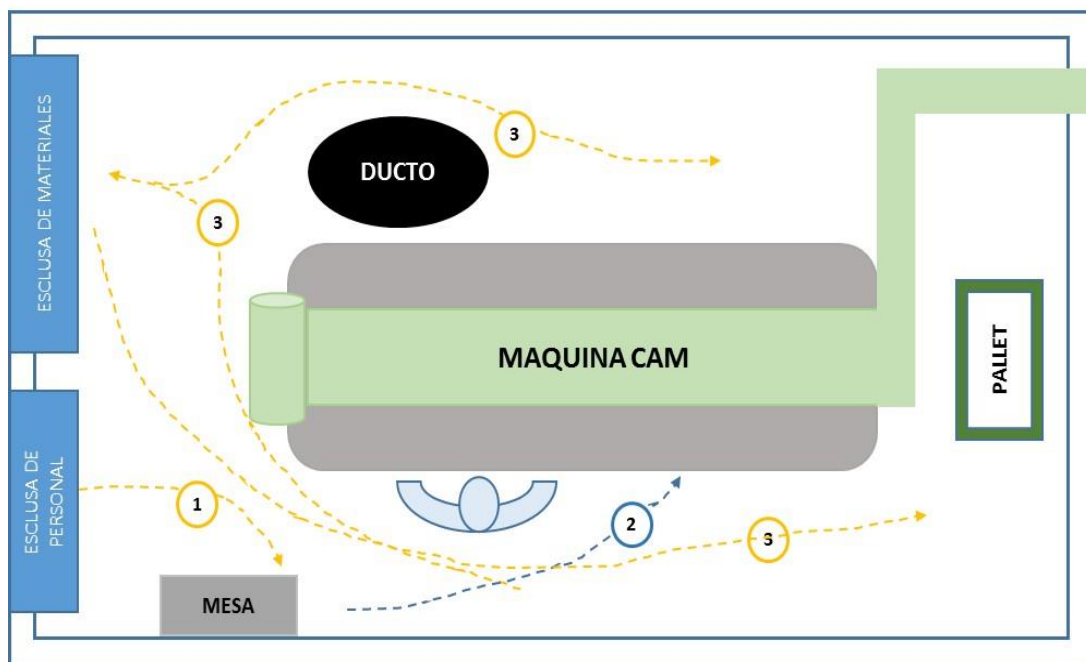 3
DUCTO
3
ESCLUSA DE MATERIALES
MAQUINA CAM
PALLET
ESCLUSA DE
PERSONAL
1
2
3
MESA